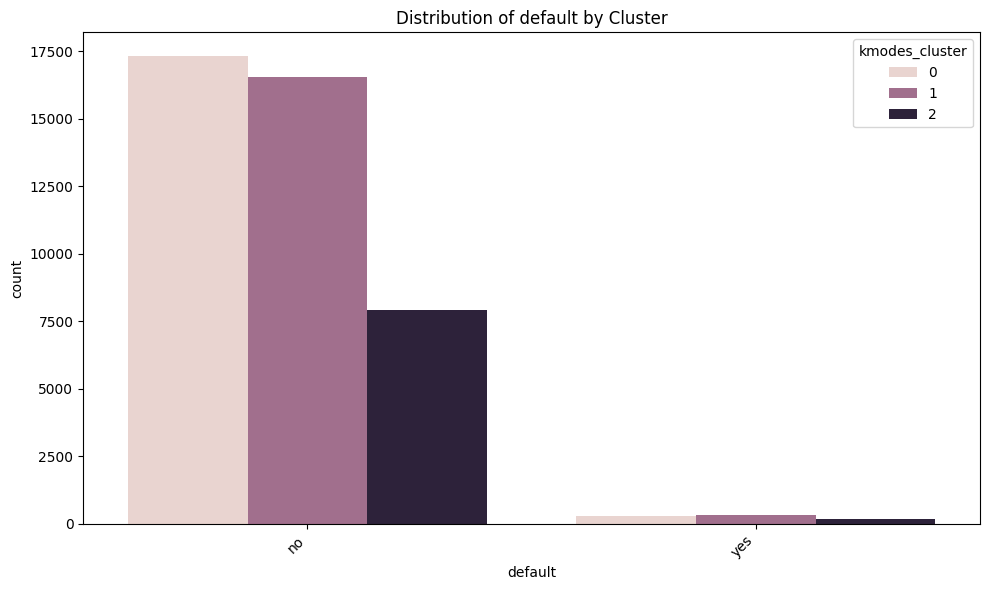 Distribution of default by Cluster
kmodes_cluster
0
1
2
17500
15000
12500
10000
7500
5000
2500
0
count
no
yes
default